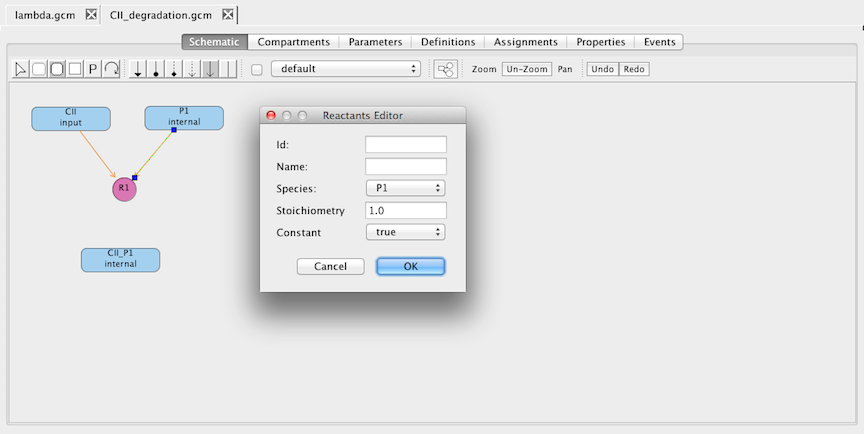 lambda.gcm CII_degradation.gcm
Schematic Compartments Parameters Definitions Assignments Properties Events
P default Zoom Un-Zoom Pan Undo Redo
CII
input
P1
internal
R1
CII_P1
internal
Reactants Editor
Id:
Name:
Species: P1
Stoichiometry 1.0
Constant true
Cancel OK